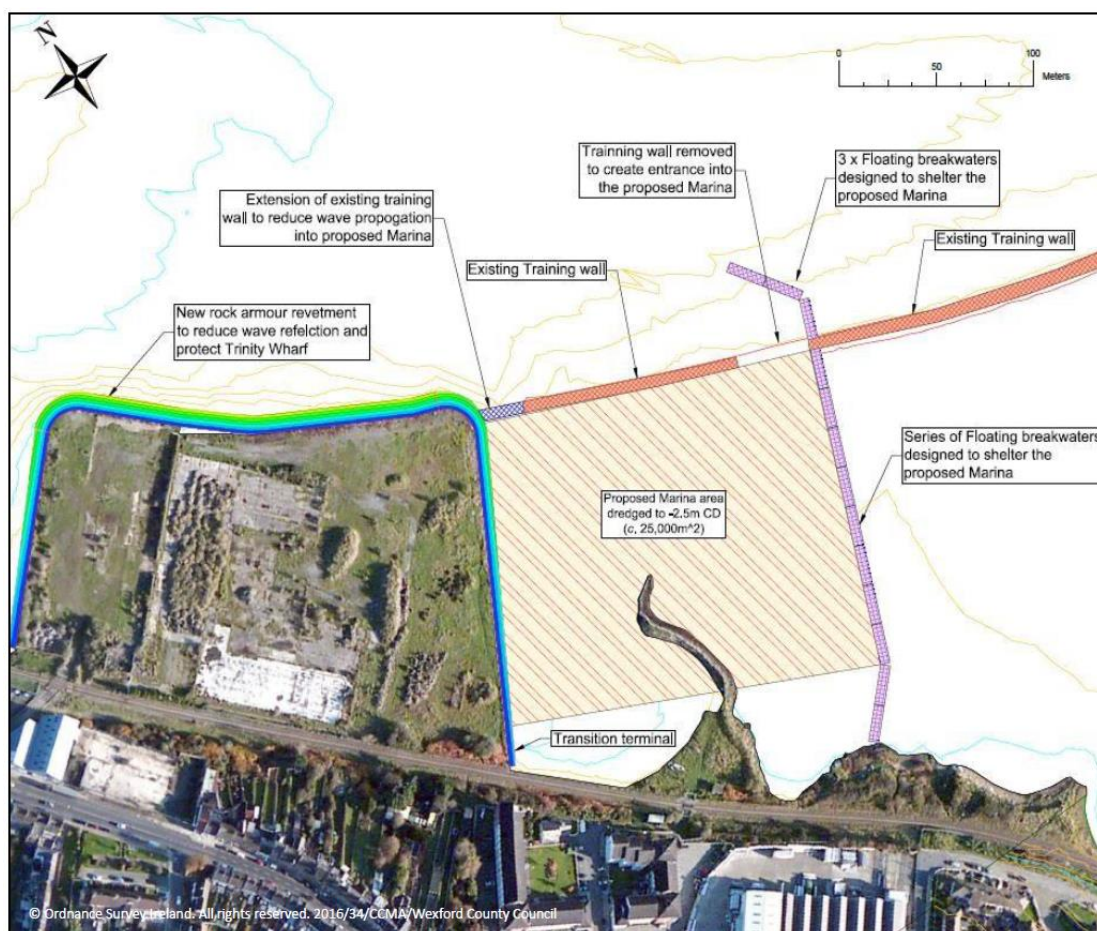 N
0
100
50
Meters
Trainning wall removed
to create entrance into
the proposed Marina
3 x Floating breakwaters
designed to shelter the
proposed Marina
Extension of existing training
wall to reduce wave propogation
into proposed Marina
Existing Training wall
Existing Training wall
New rock armour revetment
to reduce wave refelction and
protect Trinity Wharf
Series of Floating breakwaters
designed to shelter the
proposed Marina
Proposed Marina area
dredged to -2.5m CD
(c. 25,000m^2)
Transition terminal
© Ordnance Survey Ireland. All rights reserved. 2016/34/CCMA/Wexford County Council